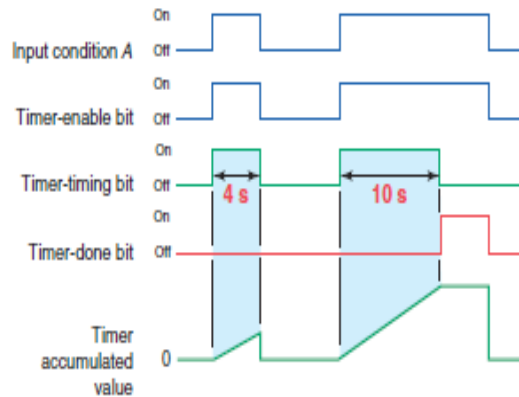 On
Input condition A
Off
On
Timer-enable bit
Off
On
Timer-timing bit
Off
4 s
10 s
On
Timer-done bit
Off
Timer
accumulated
value
0